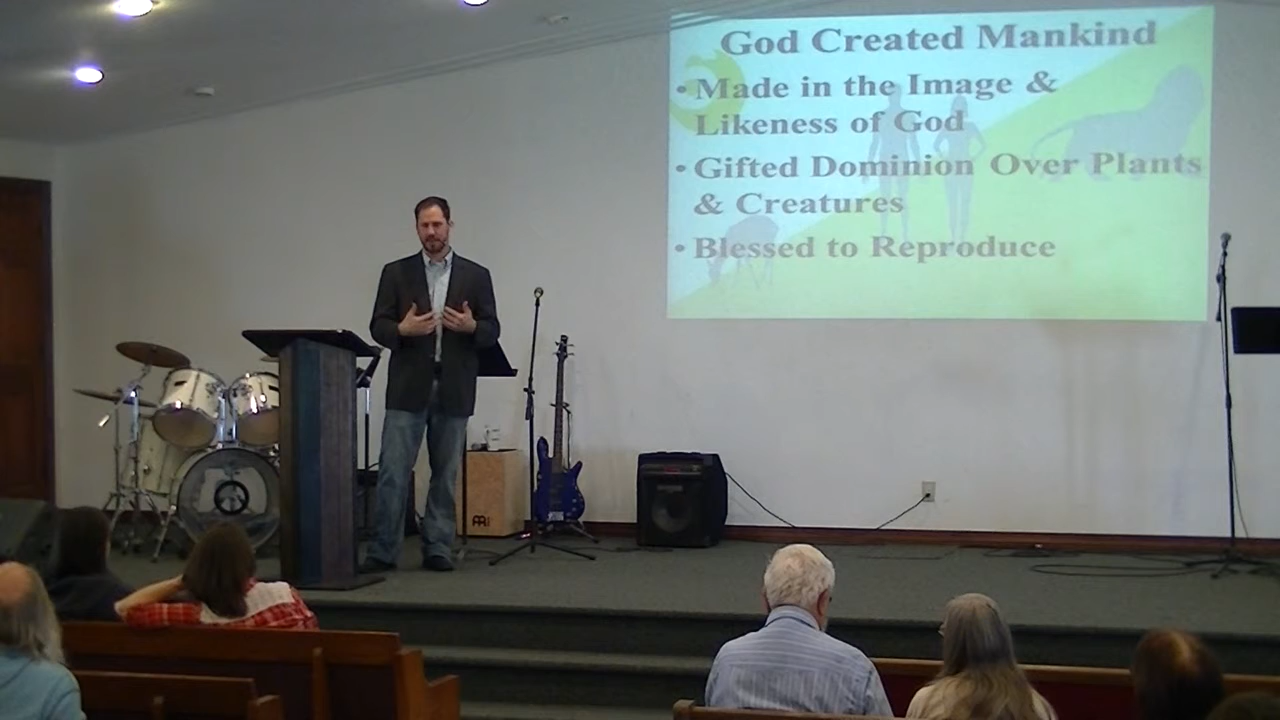 God Created Mankind
• Made in the Image &
Likeness of God
• Gifted Dominion Over Plants
& Creatures
• Blessed to Reproduce